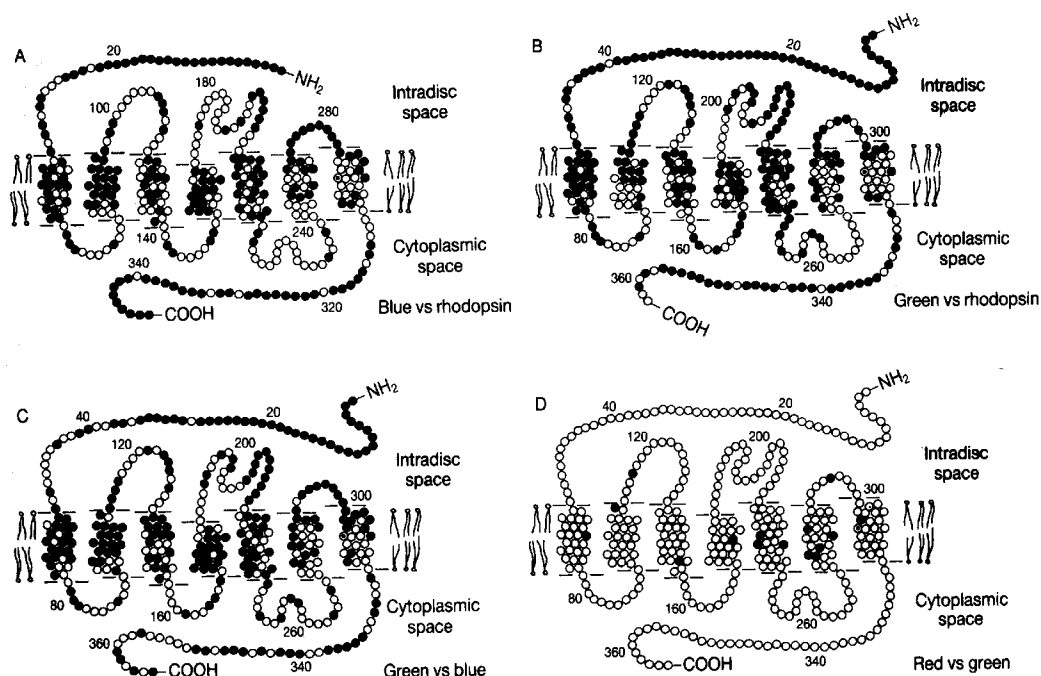 A
20
NH2
180
100
Intradisc
space
280
140
240
Cytoplasmic
space
340
COOH
320
Blue vs rhodopsin
B
40
20
NH2
120
200
Intradisc
space
300
80
160
260
Cytoplasmic
space
360
COOH
340
Green vs rhodopsin
C
40
20
NH2
120
200
Intradisc
space
300
80
160
260
Cytoplasmic
space
360
COOH
340
Green vs blue
D
40
20
NH2
120
200
Intradisc
space
300
80
160
260
Cytoplasmic
space
360
COOH
340
Red vs green